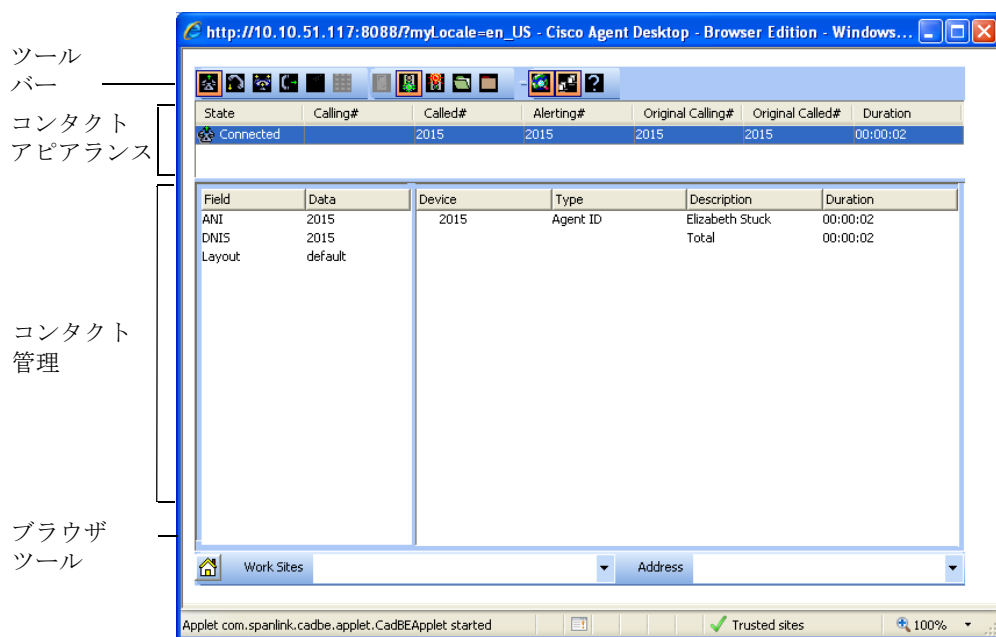 http://10.10.51.117:8088/?myLocale=en_US - Cisco Agent Desktop - Browser Edition - Windows...
ツール
バー
コンタクト
アピアランス
State Calling# Called# Alerting# Original Calling# Original Called# Duration
Connected 2015 2015 2015 2015 00:00:02
コンタクト
管理
Field Data
ANI 2015
DNIS 2015
Layout default
Device Type Description Duration
2015 Agent ID Elizabeth Stuck 00:00:02
Total 00:00:02
ブラウザ
ツール
Work Sites Address
Applet com.spanlink.cadbe.applet.CadBEApplet started Trusted sites 100%